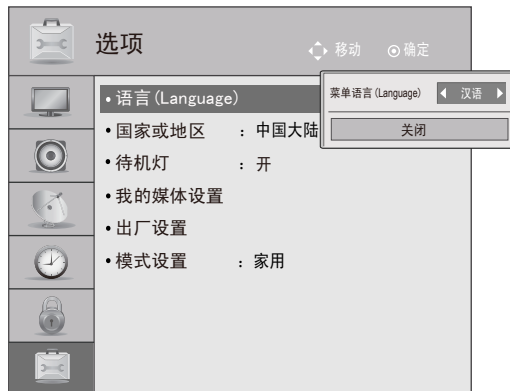 选项
移动 确定
•语言(Language)
菜单语言(Language) 汉语
关闭
•国家或地区 : 中国大陆
•待机灯 : 开
•我的媒体设置
•出厂设置
•模式设置 : 家用